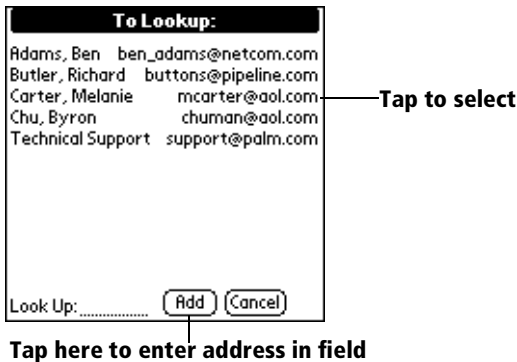 To Lookup:
Adams, Ben ben_adams@netcom.com
Butler, Richard buttons@pipeline.com
Carter, Melanie mcarter@aol.com
Tap to select
Chu, Byron chuman@aol.com
Technical Support support@palm.com
Look Up: Add Cancel
Tap here to enter address in field